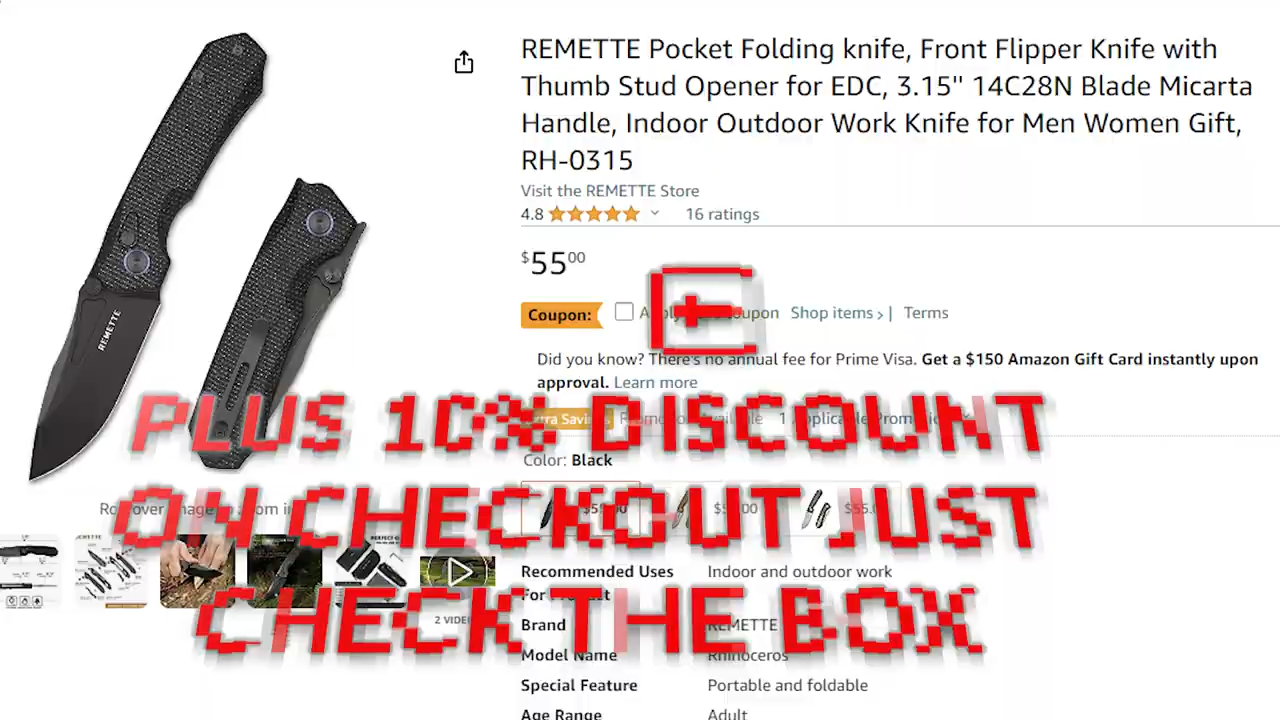 REMETTE Pocket Folding knife, Front Flipper Knife with
Thumb Stud Opener for EDC, 3.15" 14C28N Blade Micarta
Handle, Indoor Outdoor Work Knife for Men Women Gift,
RH-0315
Visit the REMETTE Store
4.8 16 ratings
$55.00
Coupon: Shop items > | Terms
Did you know? There's no annual fee for Prime Visa. Get a $150 Amazon Gift Card instantly upon
approval. Learn more
PLUS 10% DISCOUNT
Color: Black
ON CHECKOUT JUST
Recommended Uses Indoor and outdoor work
For Product
CHECK THE BOX
Brand REMETTE
Model Name Rhinoceros
Special Feature Portable and foldable
Age Range Adult
REMETTE